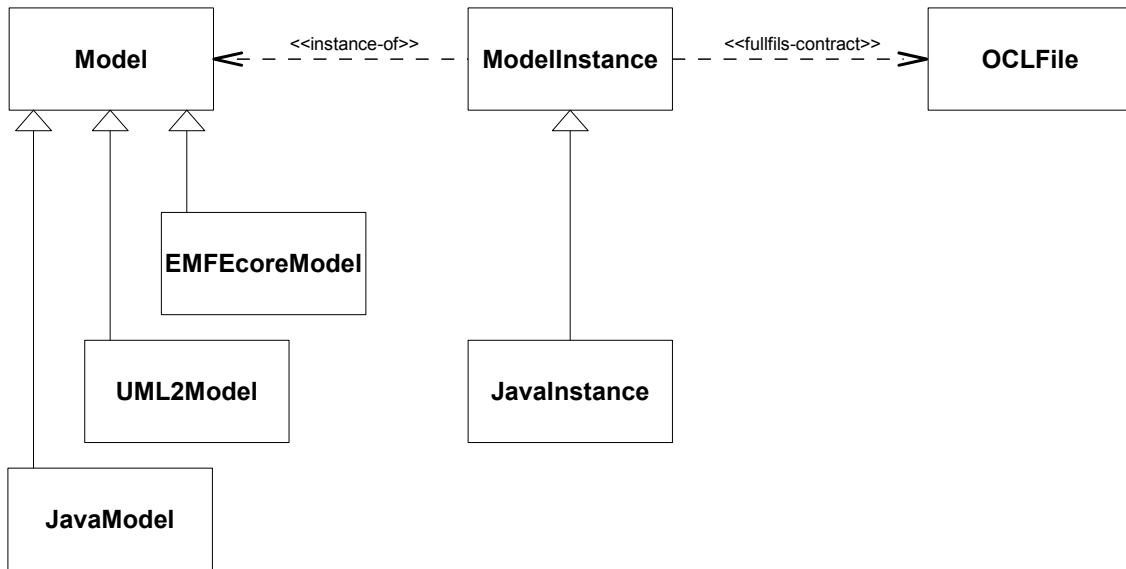 Model
<<instance-of>>
ModelInstance
<<fullfils-contract>>
OCLFile
EMFEcoreModel
UML2Model
JavaInstance
JavaModel